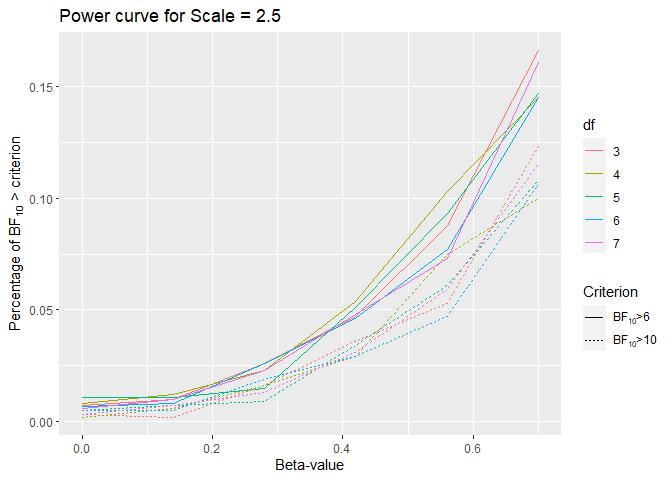 Power curve for Scale = 2.5
Percentage of BF10 > criterion
0.15
0.10
0.05
0.00
0.0
0.2
0.4
0.6
Beta-value
df
3
4
5
6
7
Criterion
BF10>6
BF10>10